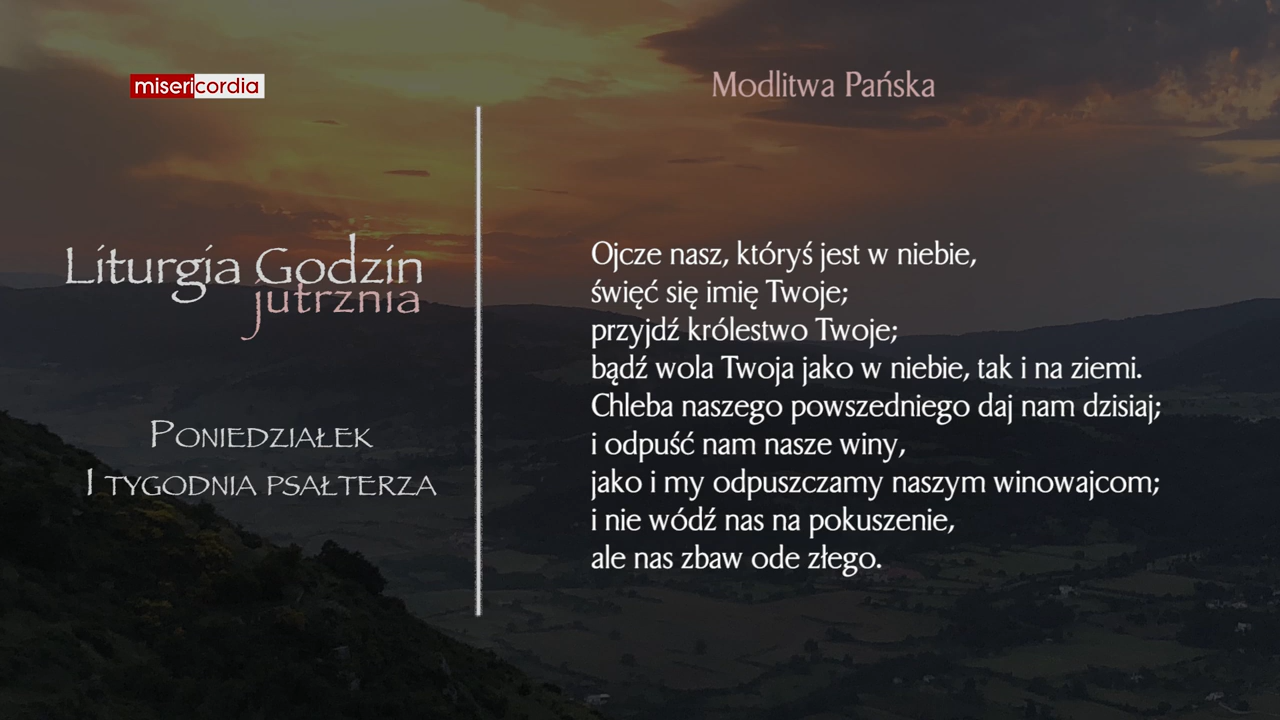 misericordia
Liturgia Godzin
jutrznia
Poniedziałek
I tygodnia psałterza
Modlitwa Pańska
Ojcze nasz, któryś jest w niebie,
święć się imię Twoje;
przyjdź królestwo Twoje;
bądź wola Twoja jako w niebie, tak i na ziemi.
Chleba naszego powszedniego daj nam dzisiaj;
i odpuść nam nasze winy,
jako i my odpuszczamy naszym winowajcom;
i nie wódź nas na pokuszenie,
ale nas zbaw ode złego.